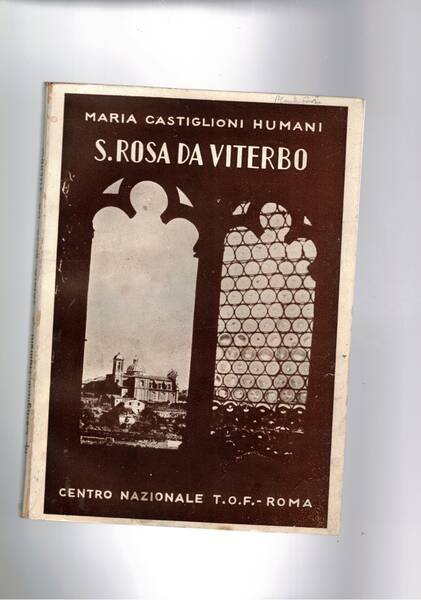 MARIA CASTIGLIONI HUMANI
S. ROSA DA VITERBO
CENTRO NAZIONALE T.O.F. - ROMA